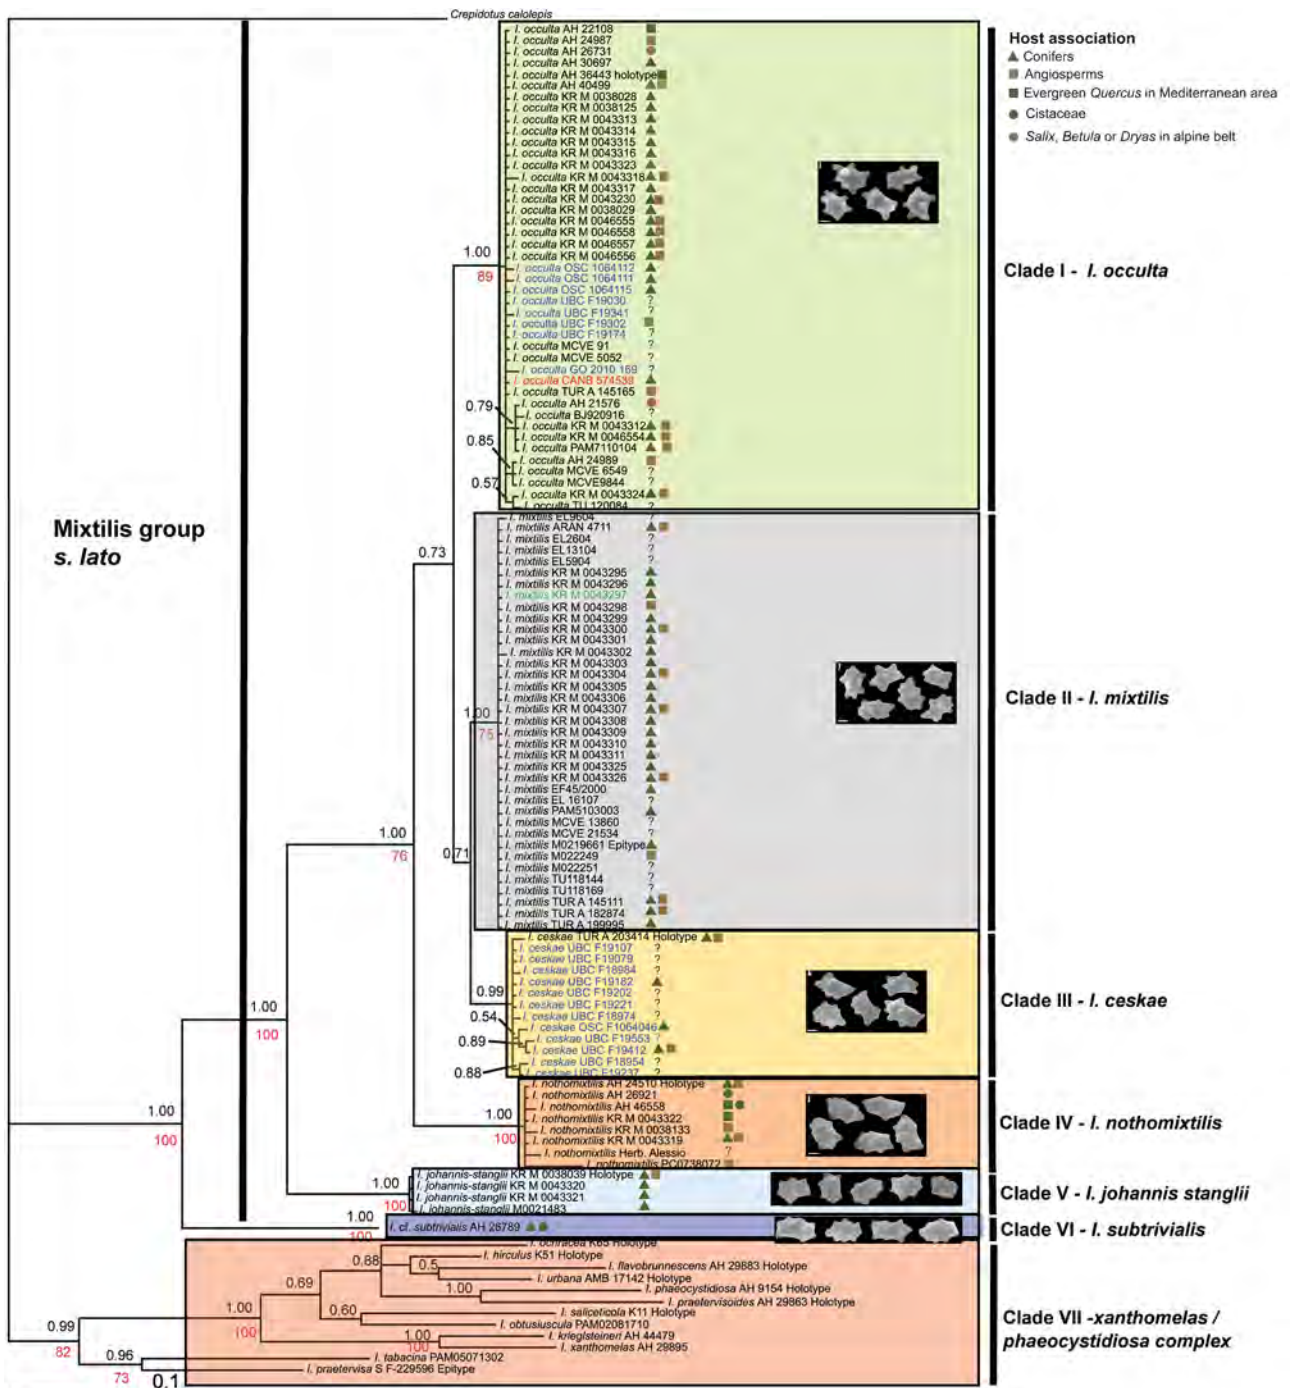 Crepidotus calolepis
I. occulta AH 22108
I. occulta AH 24987
I. occulta AH 26731
I. occulta AH 30697
I. occulta AH 36443 holotype
I. occulta AH 40499
I. occulta KR M 0038028
I. occulta KR M 0038125
I. occulta KR M 0043313
I. occulta KR M 0043314
I. occulta KR M 0043315
I. occulta KR M 0043316
I. occulta KR M 0043323
I. occulta KR M 0043318
I. occulta KR M 0043317
I. occulta KR M 0043230
I. occulta KR M 0038029
I. occulta KR M 0046555
I. occulta KR M 0046558
I. occulta KR M 0046557
I. occulta KR M 0046556
I. occulta OSC 1064112
I. occulta OSC 1064111
I. occulta OSC 1064115
I. occulta UBC F19030 ?
I. occulta UBC F19341 ?
I. occulta UBC F19302
I. occulta UBC F19174 ?
I. occulta MCVE 91 ?
I. occulta MCVE 5052 ?
I. occulta GO 2010 169 ?
I. occulta CANB 574539
I. occulta TUR A 145165
I. occulta AH 21576
I. occulta BJ920916 ?
I. occulta KR M 0043312
I. occulta KR M 0046554
I. occulta PAM7110104
I. occulta AH 24989
I. occulta MCVE 6549 ?
I. occulta MCVE9844 ?
I. occulta KR M 0043324
I. occulta TU 120084 ?
1.00
89
0.79
0.85
0.57
Host association
Conifers
Angiosperms
Evergreen Quercus in Mediterranean area
Cistaceae
Salix, Betula or Dryas in alpine belt
Clade I - I. occulta
Mixtilis group
s. lato
0.73
I. mixtilis EL9604 ?
I. mixtilis ARAN 4711
I. mixtilis EL2604 ?
I. mixtilis EL13104 ?
I. mixtilis EL5904 ?
I. mixtilis KR M 0043295
I. mixtilis KR M 0043296
I. mixtilis KR M 0043297
I. mixtilis KR M 0043298
I. mixtilis KR M 0043299
I. mixtilis KR M 0043300
I. mixtilis KR M 0043301
I. mixtilis KR M 0043302
I. mixtilis KR M 0043303
I. mixtilis KR M 0043304
I. mixtilis KR M 0043305
I. mixtilis KR M 0043306
I. mixtilis KR M 0043307
I. mixtilis KR M 0043308
I. mixtilis KR M 0043309
I. mixtilis KR M 0043310
I. mixtilis KR M 0043311
I. mixtilis KR M 0043325
I. mixtilis KR M 0043326
I. mixtilis EF45/2000
I. mixtilis EL 16107 ?
I. mixtilis PAM5103003
I. mixtilis MCVE 13860 ?
I. mixtilis MCVE 21534 ?
I. mixtilis M0219661 Epitype
I. mixtilis M022249
I. mixtilis M022251 ?
I. mixtilis TU118144 ?
I. mixtilis TU118169 ?
I. mixtilis TUR A 145111
I. mixtilis TUR A 182874
I. mixtilis TUR A 199995
1.00
75
0.71
1.00
76
Clade II - I. mixtilis
I. ceskae TUR A 203414 Holotype
I. ceskae UBC F19107 ?
I. ceskae UBC F19079 ?
I. ceskae UBC F18984 ?
I. ceskae UBC F19182
I. ceskae UBC F19202 ?
I. ceskae UBC F19221 ?
I. ceskae UBC F18974 ?
I. ceskae OSC F1064046
I. ceskae UBC F19553 ?
I. ceskae UBC F19412
I. ceskae UBC F18954 ?
I. ceskae UBC F19237 ?
0.99
0.54
0.89
0.88
Clade III - I. ceskae
1.00
100
I. nothomixtilis AH 24510 Holotype
I. nothomixtilis AH 26921
I. nothomixtilis AH 46558
I. nothomixtilis KR M 0043322
I. nothomixtilis KR M 0038133
I. nothomixtilis KR M 0043319
I. nothomixtilis Herb. Alessio ?
I. nothomixtilis PC0738072
1.00
100
Clade IV - I. nothomixtilis
1.00
100
I. johannis-stanglii KR M 0038039 Holotype
I. johannis-stanglii KR M 0043320
I. johannis-stanglii KR M 0043321
I. johannis-stanglii M0021483
1.00
100
Clade V - I. johannis stanglii
1.00
100
I. cf. subtrivialis AH 26789
Clade VI - I. subtrivialis
I. ochracea K65 Holotype
I. hirculus K51 Holotype
I. flavobrunnescens AH 29883 Holotype
I. urbana AMB 17142 Holotype
I. phaeocystidiosa AH 9154 Holotype
I. praetervisoides AH 29863 Holotype
I. saliceticola K11 Holotype
I. obtusiuscula PAM02081710
I. krieglsteineri AH 44479
I. xanthomelas AH 29895
I. tabacina PAM05071302
I. praetervisa S F-229596 Epitype
0.88
0.5
0.69
1.00
1.00
100
0.60
1.00
100
0.99
82
0.96
73
0.1
Clade VII -xanthomelas /
phaeocystidiosa complex